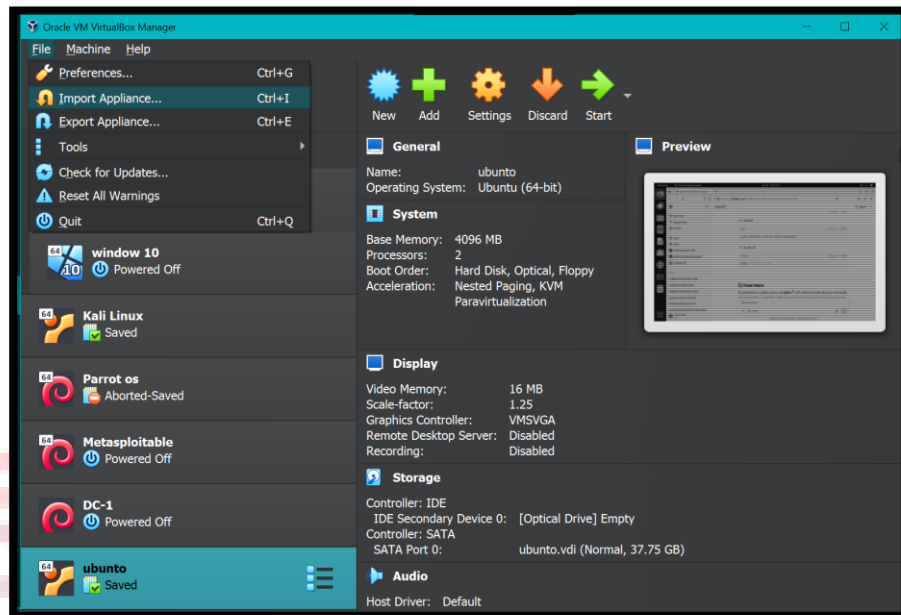 Oracle VM VirtualBox Manager
File Machine Help
Preferences... Ctrl+G
Import Appliance... Ctrl+I
Export Appliance... Ctrl+E
Tools
Check for Updates...
Reset All Warnings
Quit Ctrl+Q
64
10
window 10
Powered Off
64
Kali Linux
Saved
64
Parrot os
Aborted-Saved
64
Metasploitable
Powered Off
DC-1
Powered Off
64
ubunto
Saved
New Add Settings Discard Start
General
Name: ubunto
Operating System: Ubuntu (64-bit)
System
Base Memory: 4096 MB
Processors: 2
Boot Order: Hard Disk, Optical, Floppy
Acceleration: Nested Paging, KVM
Paravirtualization
Preview
Display
Video Memory: 16 MB
Scale-factor: 1.25
Graphics Controller: VMSVGA
Remote Desktop Server: Disabled
Recording: Disabled
Storage
Controller: IDE
IDE Secondary Device 0: [Optical Drive] Empty
Controller: SATA
SATA Port 0: ubunto.vdi (Normal, 37.75 GB)
Audio
Host Driver: Default